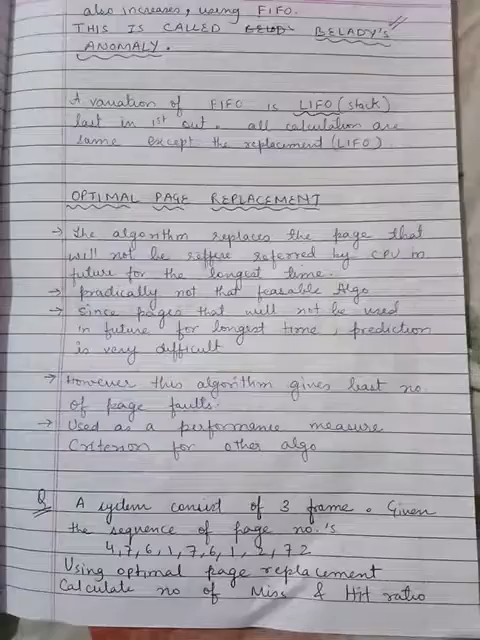 also increases, using FIFO.
THIS IS CALLED BELADY'S
ANOMALY.
A variation of FIFO is LIFO (stack)
last in 1st out. all calculation are
same except the replacement (LIFO)
OPTIMAL PAGE REPLACEMENT
→ The algorithm replaces the page that
will not be reffere referred by CPU in
future for the longest time.
→ pradically not that feasable Algo
→ Since pages that will not be used
in future for longest time, prediction
is very difficult
→ However this algorithm gives least no.
of page faults.
→ Used as a performance measure
Criterion for other algo
Q A system consist of 3 frame. Given
the sequence of page no.'s
4, 7, 6, 1, 7, 6, 1, 2, 7 2
Using optimal page replacement
Calculate no of Miss & Hit ratio